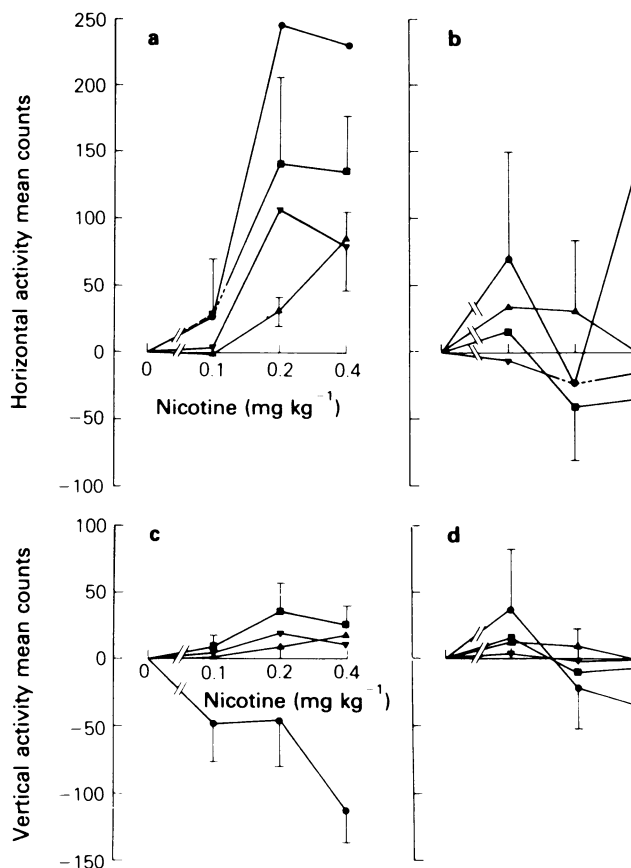 Horizontal activity mean counts
250
200
150
100
50
0
−50
−100
a
0 0.1 0.2 0.4
Nicotine (mg kg⁻¹)
b
Vertical activity mean counts
100
50
0
−50
−100
−150
c
0 0.1 0.2 0.4
Nicotine (mg kg⁻¹)
d